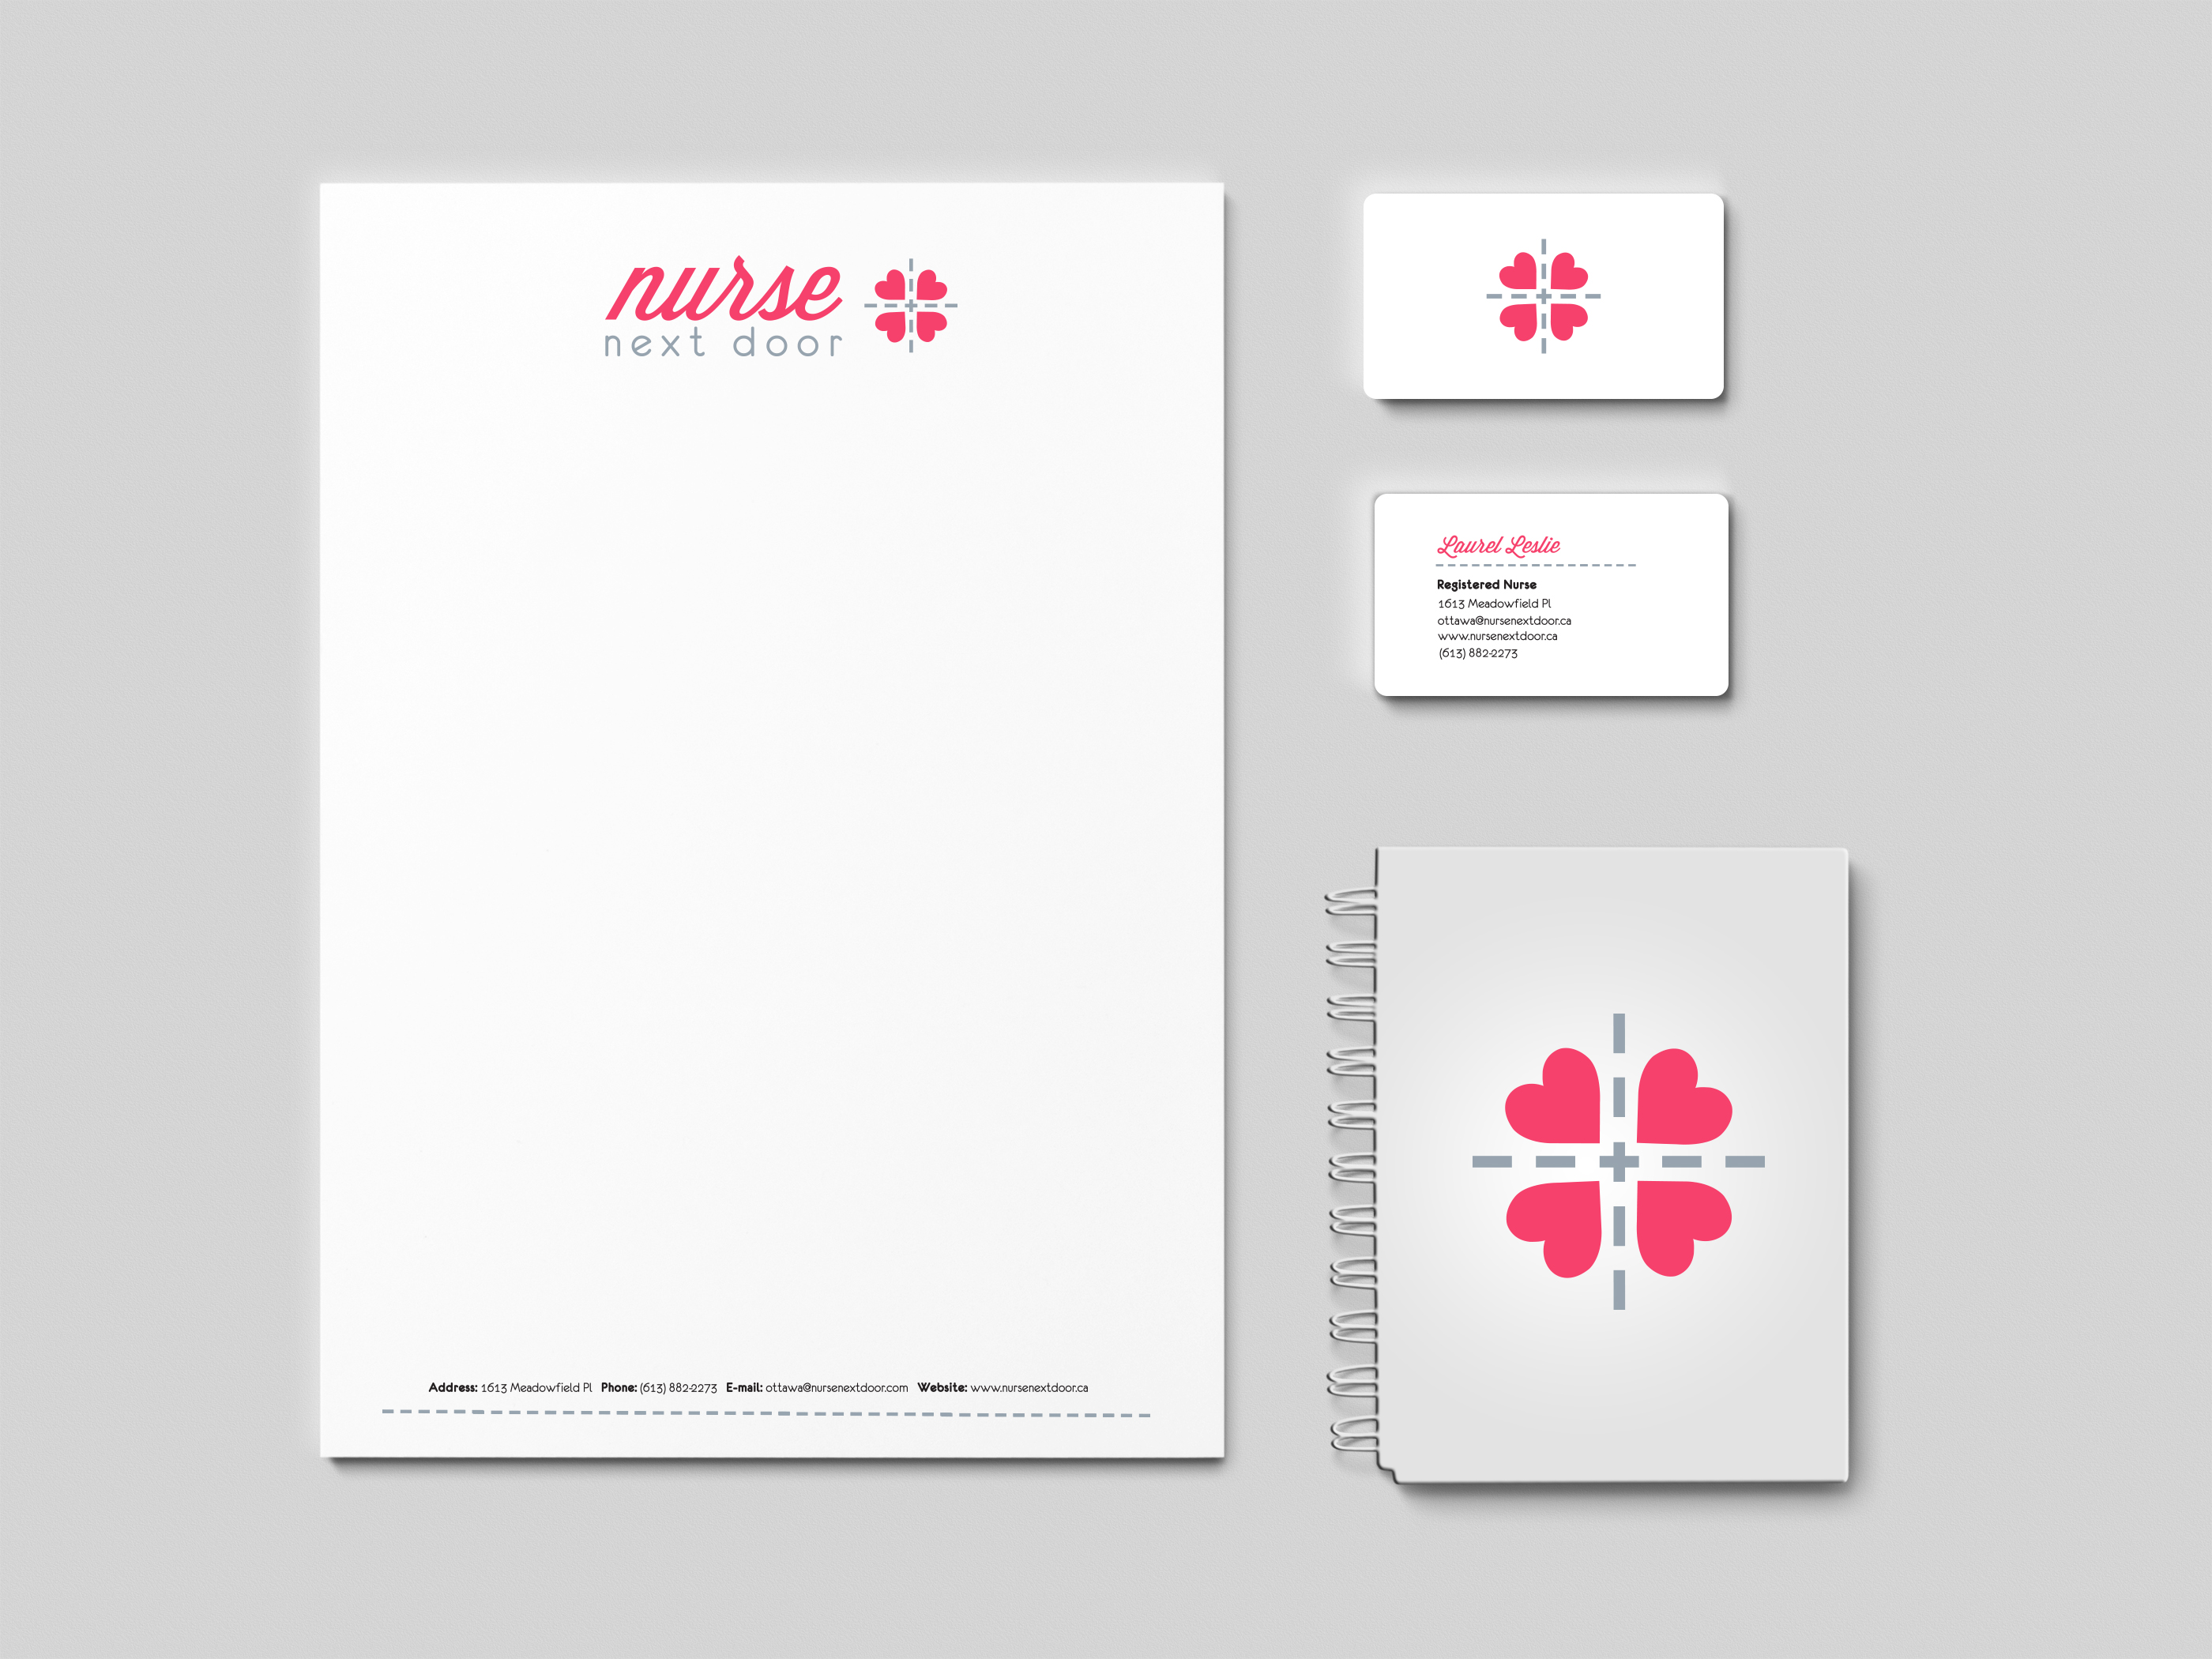 nurse
next door
Address: 1613 Meadowfield Pl Phone: (613) 882-2273 E-mail: ottawa@nursenextdoor.com Website: www.nursenextdoor.ca
Laurel Leslie
Registered Nurse
1613 Meadowfield Pl
ottawa@nursenextdoor.ca
www.nursenextdoor.ca
(613) 882-2273